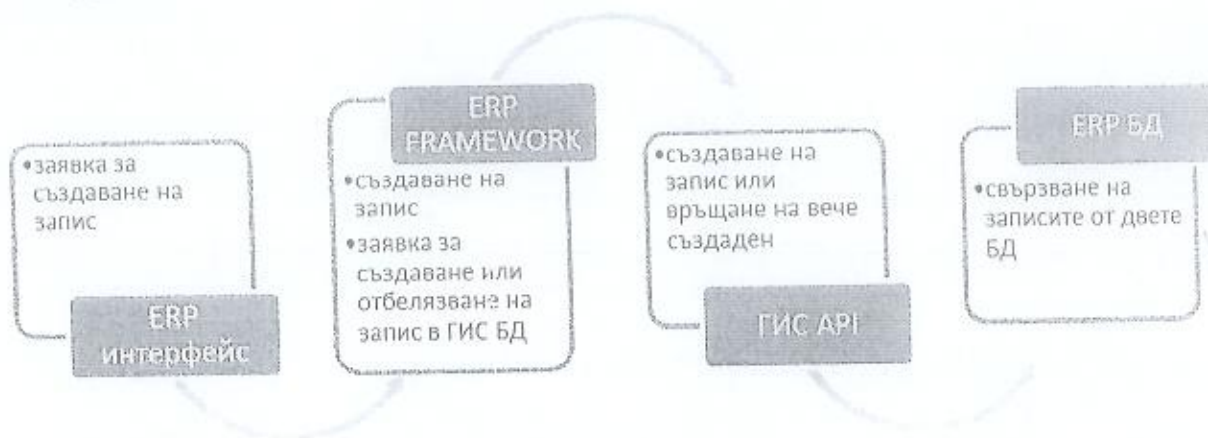 •заявка за
създаване на
запис
ERP
интерфейс
ERP
FRAMEWORK
•създаване на
запис
•заявка за
създаване или
отбелязване на
запис в ГИС БД
•създаване на
запис или
връщане на вече
създаден
ГИС API
ERP БД
•свързване на
записите от двете
БД